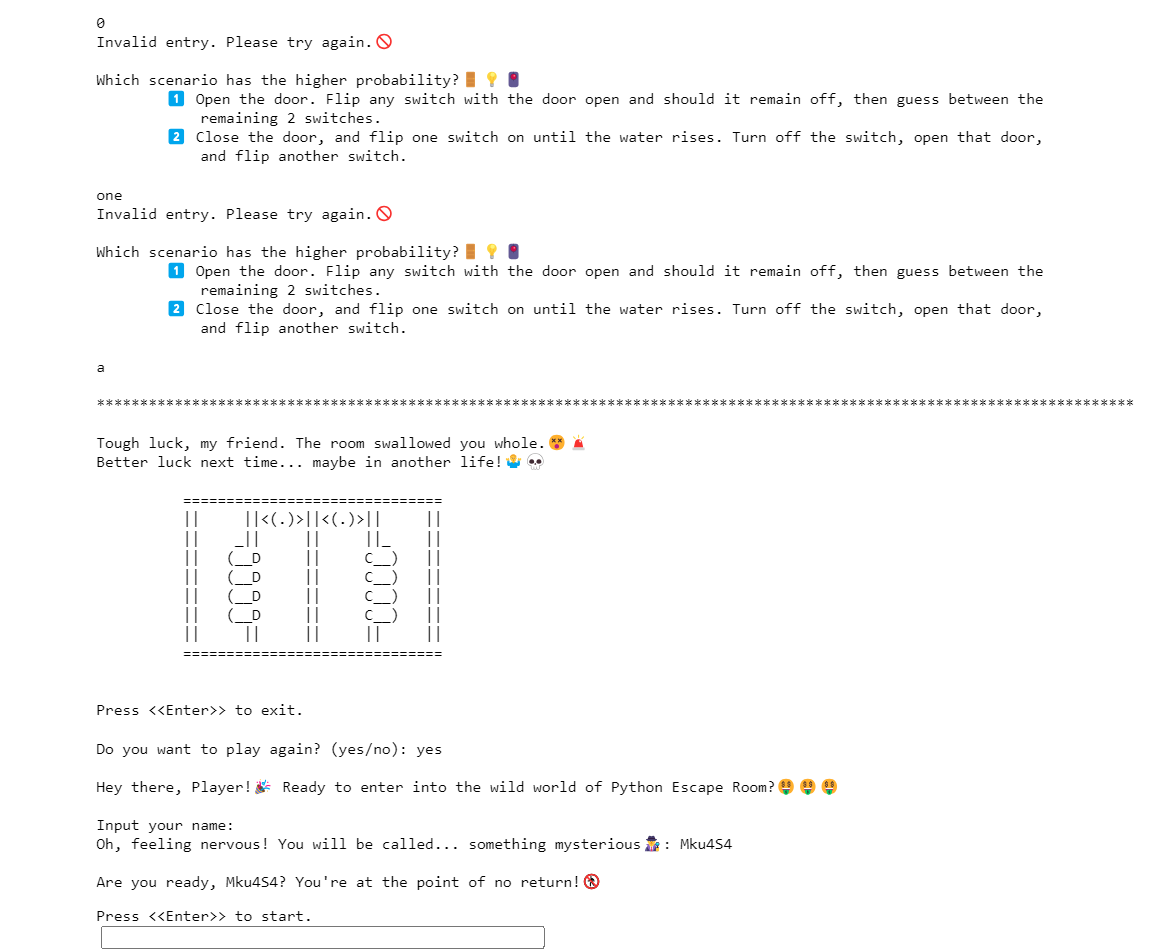 0
Invalid entry. Please try again.🚫
Which scenario has the higher probability?🚪💡📱
1️⃣ Open the door. Flip any switch with the door open and should it remain off, then guess between the
remaining 2 switches.
2️⃣ Close the door, and flip one switch on until the water rises. Turn off the switch, open that door,
and flip another switch.
one
Invalid entry. Please try again.🚫
Which scenario has the higher probability?🚪💡📱
1️⃣ Open the door. Flip any switch with the door open and should it remain off, then guess between the
remaining 2 switches.
2️⃣ Close the door, and flip one switch on until the water rises. Turn off the switch, open that door,
and flip another switch.
a
************************************************************************************************************************
Tough luck, my friend. The room swallowed you whole.😵🚨
Better luck next time... maybe in another life!🤷💀
==============================
||     ||<(.)>||<(.)>||     ||
||    _||     ||     ||_    ||
||   (__D     ||     C__)   ||
||   (__D     ||     C__)   ||
||   (__D     ||     C__)   ||
||   (__D     ||     C__)   ||
||     ||     ||     ||     ||
==============================
Press <<Enter>> to exit.
Do you want to play again? (yes/no): yes
Hey there, Player!🎉 Ready to enter into the wild world of Python Escape Room?🤑🤑🤑
Input your name:
Oh, feeling nervous! You will be called... something mysterious🕵️: Mku4S4
Are you ready, Mku4S4? You're at the point of no return!🚷
Press <<Enter>> to start.